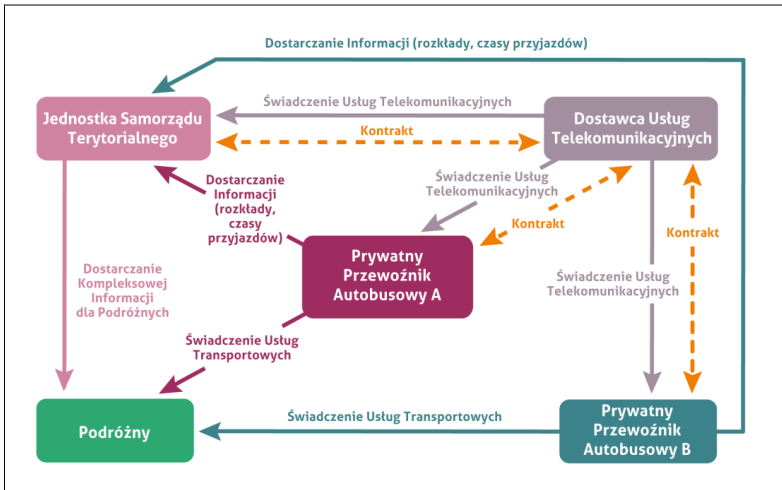 Dostarczanie Informacji (rozkłady, czasy przyjazdów)
Jednostka Samorządu
Terytorialnego
Świadczenie Usług Telekomunikacyjnych
Dostawca Usług
Telekomunikacyjnych
Kontrakt
Dostarczanie
Informacji
(rozkłady,
czasy
przyjazdów)
Świadczenie Usług
Telekomunikacyjnych
Kontrakt
Kontrakt
Prywatny
Przewoźnik
Autobusowy A
Dostarczanie
Kompleksowej
Informacji
dla Podróżnych
Świadczenie Usług
Telekomunikacyjnych
Świadczenie Usług
Transportowych
Podróżny
Świadczenie Usług Transportowych
Prywatny
Przewoźnik
Autobusowy B